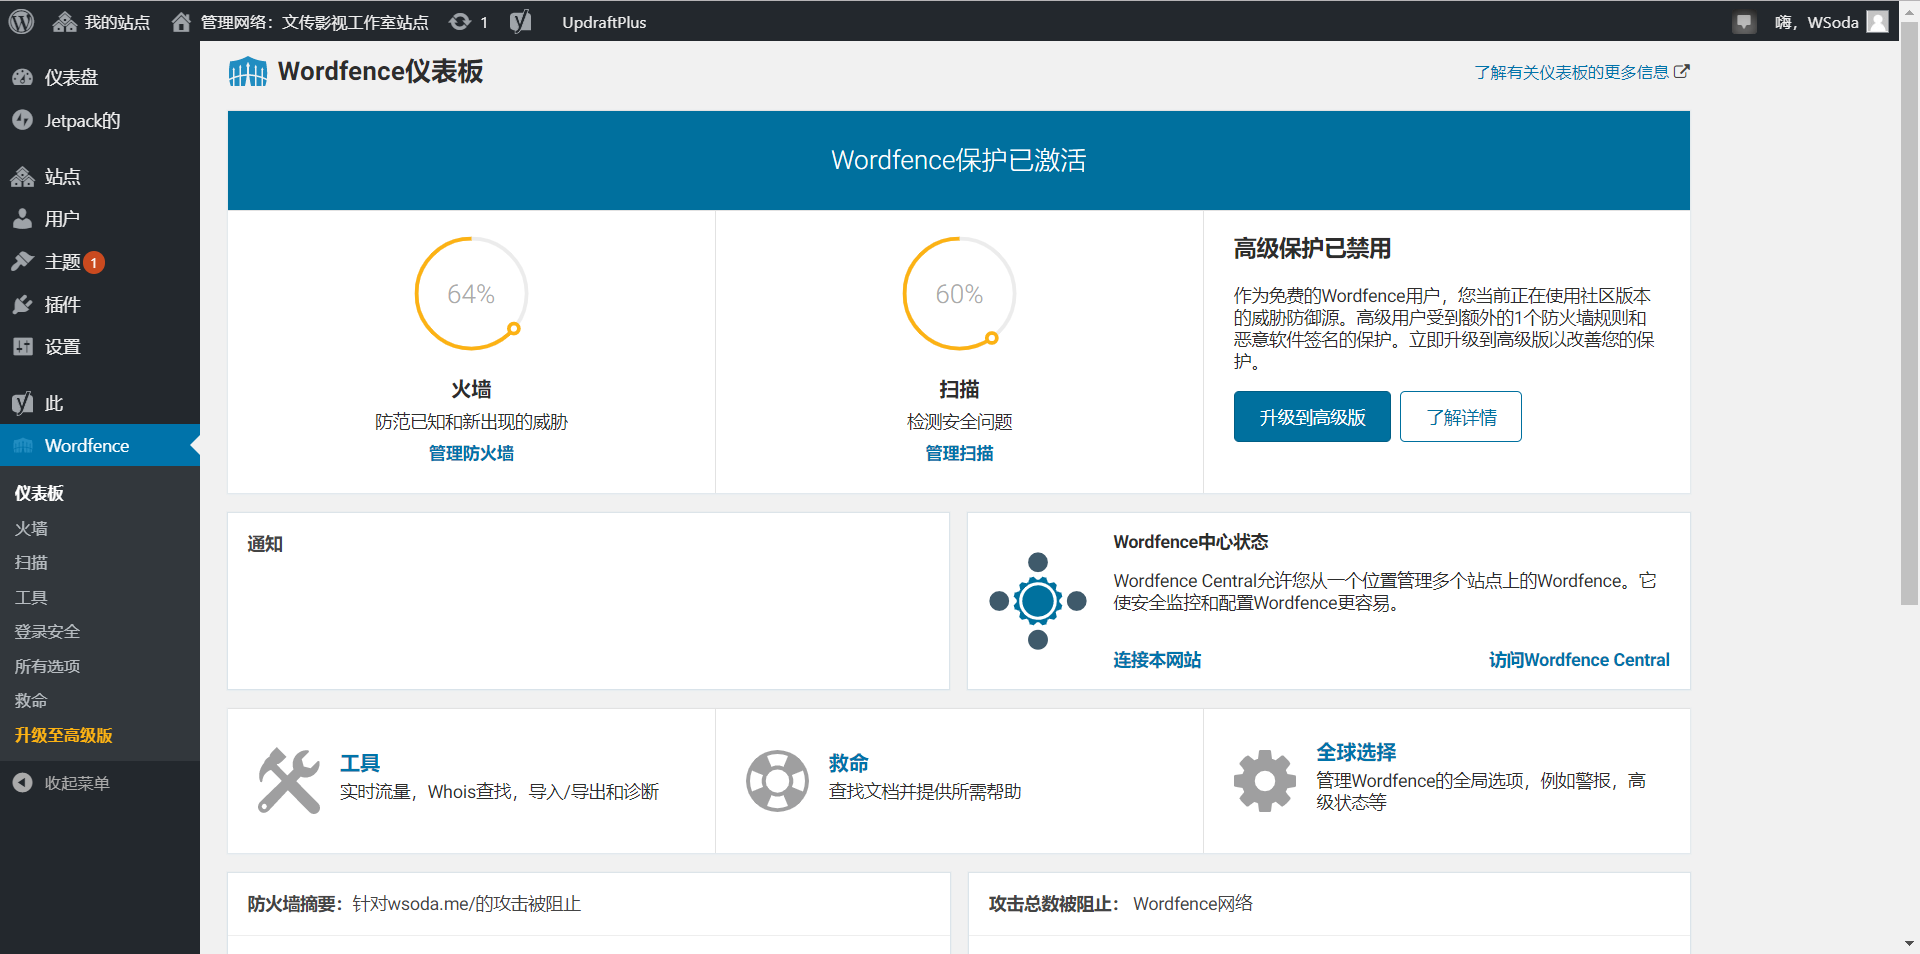 我的站点
管理网络：文传影视工作室站点
1
UpdraftPlus
嗨，WSoda
仪表盘
Jetpack的
站点
用户
主题 1
插件
设置
此
Wordfence
仪表板
火墙
扫描
工具
登录安全
所有选项
救命
升级至高级版
收起菜单
Wordfence仪表板
了解有关仪表板的更多信息
Wordfence保护已激活
64%
火墙
防范已知和新出现的威胁
管理防火墙
60%
扫描
检测安全问题
管理扫描
高级保护已禁用
作为免费的Wordfence用户，您当前正在使用社区版本
的威胁防御源。高级用户受到额外的1个防火墙规则和
恶意软件签名的保护。立即升级到高级版以改善您的保
护。
升级到高级版
了解详情
通知
Wordfence中心状态
Wordfence Central允许您从一个位置管理多个站点上的Wordfence。它
使安全监控和配置Wordfence更容易。
连接本网站
访问Wordfence Central
工具
实时流量，Whois查找，导入/导出和诊断
救命
查找文档并提供所需帮助
全球选择
管理Wordfence的全局选项，例如警报，高
级状态等
防火墙摘要：针对wsoda.me/的攻击被阻止
攻击总数被阻止： Wordfence网络